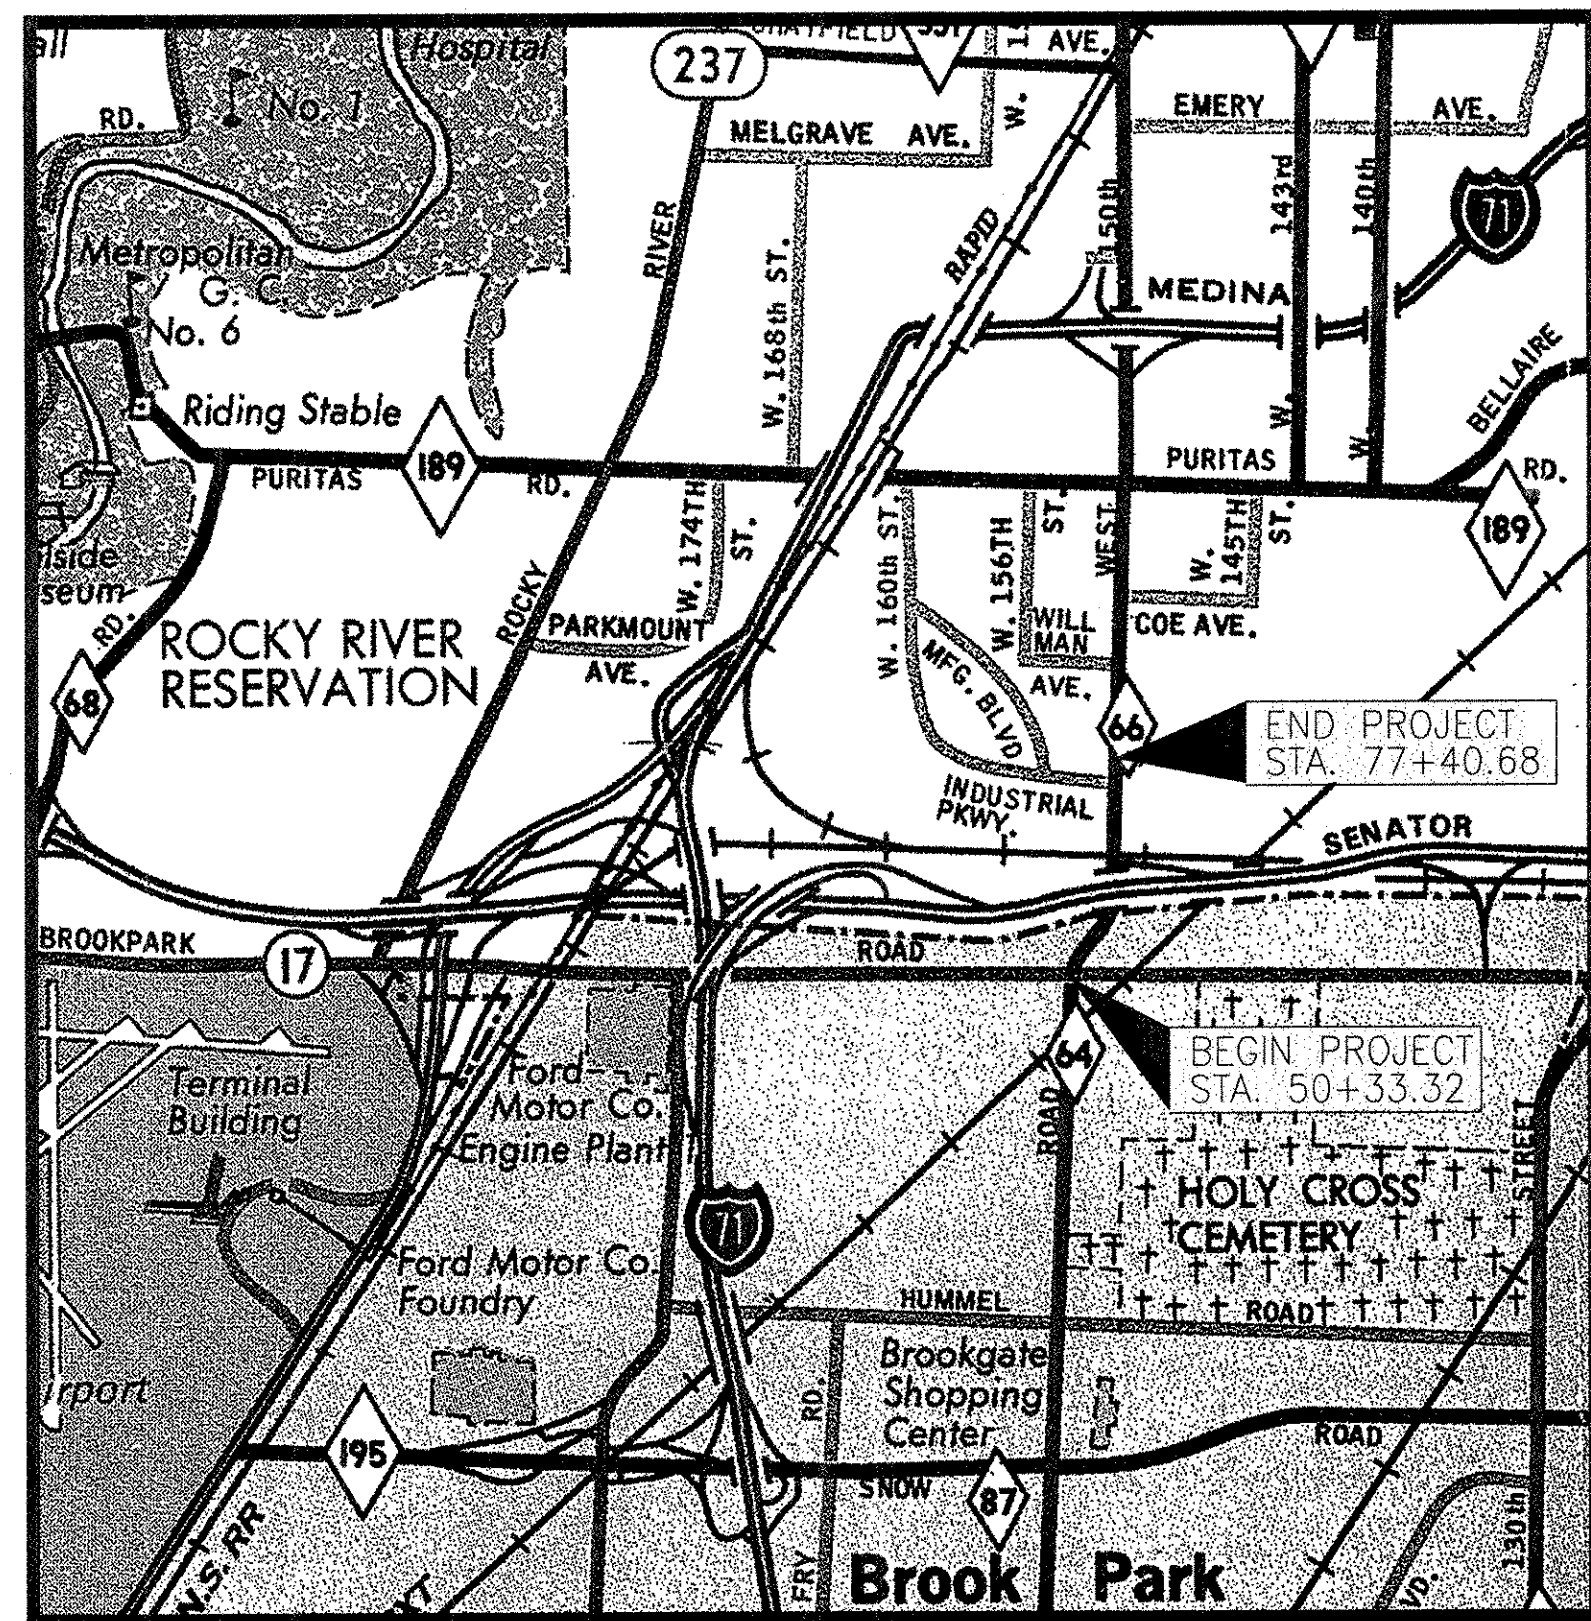 Hospital
237
AVE.
No. 1
RD.
MELGRAVE AVE.
W.
EMERY AVE.
143rd
140th
150th
71
RIVER
RAPID
Metropolitan
G. C.
No. 6
MEDINA
W. 168th ST.
BELLAIRE
Riding Stable
W.
W.
PURITAS
189
RD.
PURITAS
RD.
189
W. 174TH
ST.
W. 160th ST.
W. 156TH
ST.
WEST
W.
145TH
ST.
ROCKY
PARKMOUNT
AVE.
RD.
ROCKY RIVER
RESERVATION
68
WILL
MAN
AVE.
COE AVE.
MFG. BLVD
66
END PROJECT
STA. 77+40.68
INDUSTRIAL
PKWY.
SENATOR
BROOKPARK
17
ROAD
64
BEGIN PROJECT
STA. 50+33.32
Terminal
Building
Ford
Motor Co.
Engine Plant 1
ROAD
STREET
HOLY CROSS
CEMETERY
71
Ford Motor Co.
Foundry
HUMMEL
ROAD
Brookgate
Shopping
Center
RD.
195
ROAD
SNOW
87
N.S. RR
FRY
130th
Brook Park